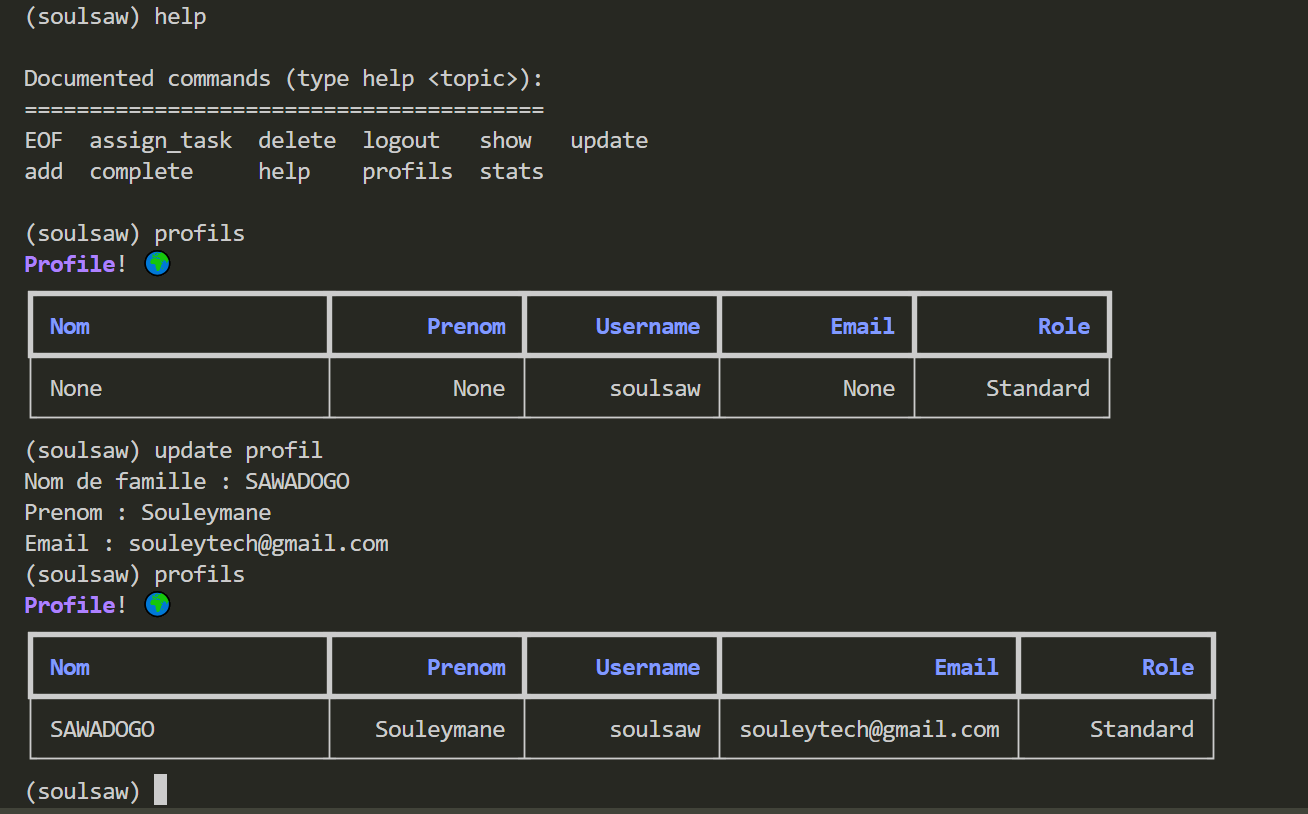 (soulsaw) help
Documented commands (type help <topic>):
========================================
EOF  assign_task  delete  logout   show   update
add  complete     help    profils  stats
(soulsaw) profils
Profile! 🌍
Nom Prenom Username Email Role
None None soulsaw None Standard
(soulsaw) update profil
Nom de famille : SAWADOGO
Prenom : Souleymane
Email : souleytech@gmail.com
(soulsaw) profils
Profile! 🌍
Nom Prenom Username Email Role
SAWADOGO Souleymane soulsaw souleytech@gmail.com Standard
(soulsaw)